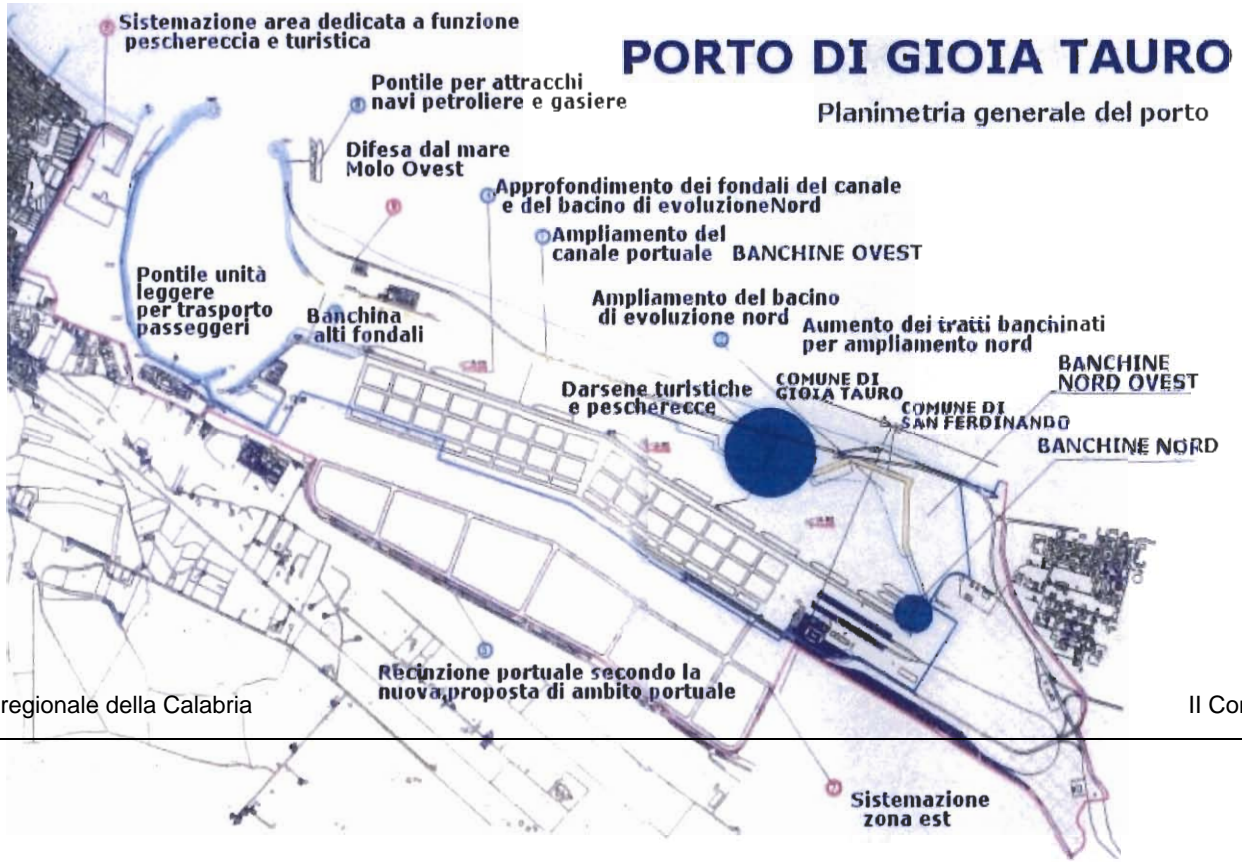 Sistemazione area dedicata a funzione
peschereccia e turistica
PORTO DI GIOIA TAURO
Planimetria generale del porto
Pontile per attracchi
navi petroliere e gasiere
Difesa dal mare
Molo Ovest
Approfondimento dei fondali del canale
e del bacino di evoluzioneNord
Ampliamento del
canale portuale BANCHINE OVEST
Pontile unità
leggere
per trasporto
passeggeri
Banchina
alti fondali
Ampliamento del bacino
di evoluzione nord
Aumento dei tratti banchinati
per ampliamento nord
BANCHINE
NORD OVEST
Darsene turistiche
e pescherecce
COMUNE DI
GIOIA TAURO
COMUNE DI
SAN FERDINANDO
BANCHINE NORD
Recinzione portuale secondo la
nuova proposta di ambito portuale
regionale della Calabria
II Con
Sistemazione
zona est